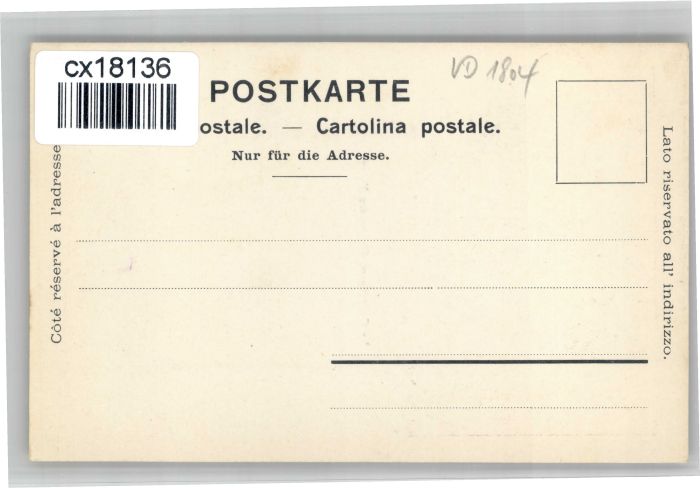 cx18136
VD 1804
POSTKARTE
ostale. — Cartolina postale.
Nur für die Adresse.
Côté réservé à l'adresse
Lato riservato all' indirizzo.